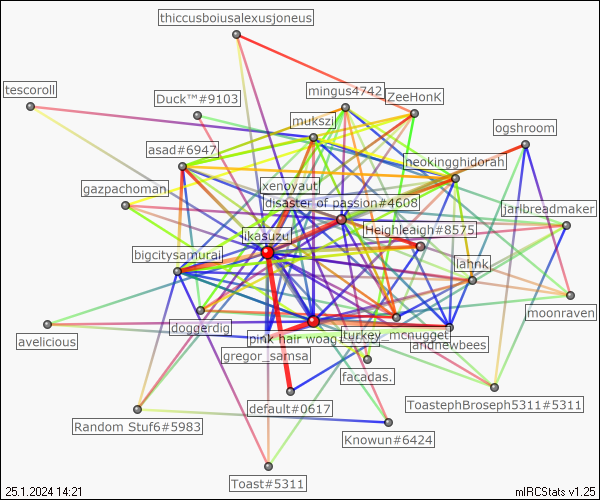 thiccusboiusalexusjoneus
tescoroll
Duck™#9103
mingus4742
ZeeHonK
mukszi
ogshroom
asad#6947
neokingghidorah
gazpachoman
xenoyaut
disaster of passion#4608
jarlbreadmaker
ikasuzu
Heighleaigh#8575
bigcitysamurai
lahnk
moonraven
doggerdig
avelicious
pink hair woag
turkey_mcnugget
andnewbees
gregor_samsa
facadas.
default#0617
ToastephBroseph5311#5311
Random Stuf6#5983
Knowun#6424
Toast#5311
25.1.2024 14:21
mIRCStats v1.25